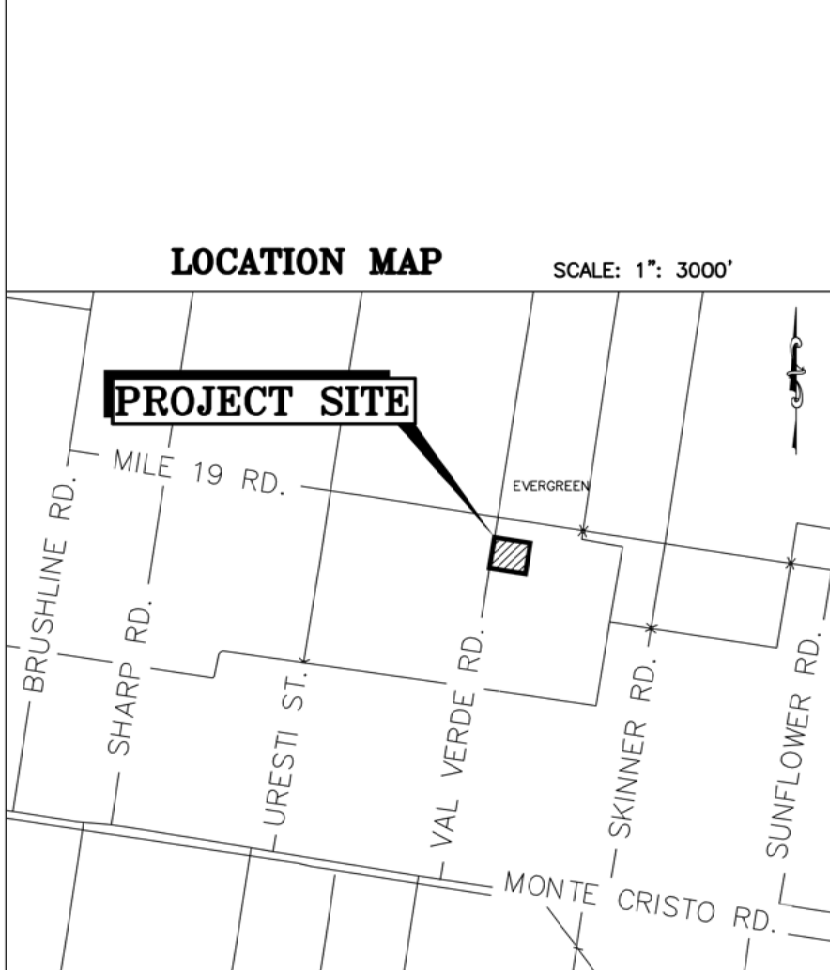 LOCATION MAP
SCALE: 1": 3000'
PROJECT SITE
MILE 19 RD.
EVERGREEN
BRUSHLINE RD.
SHARP RD.
URESTI ST.
VAL VERDE RD.
SKINNER RD.
SUNFLOWER RD.
MONTE CRISTO RD.